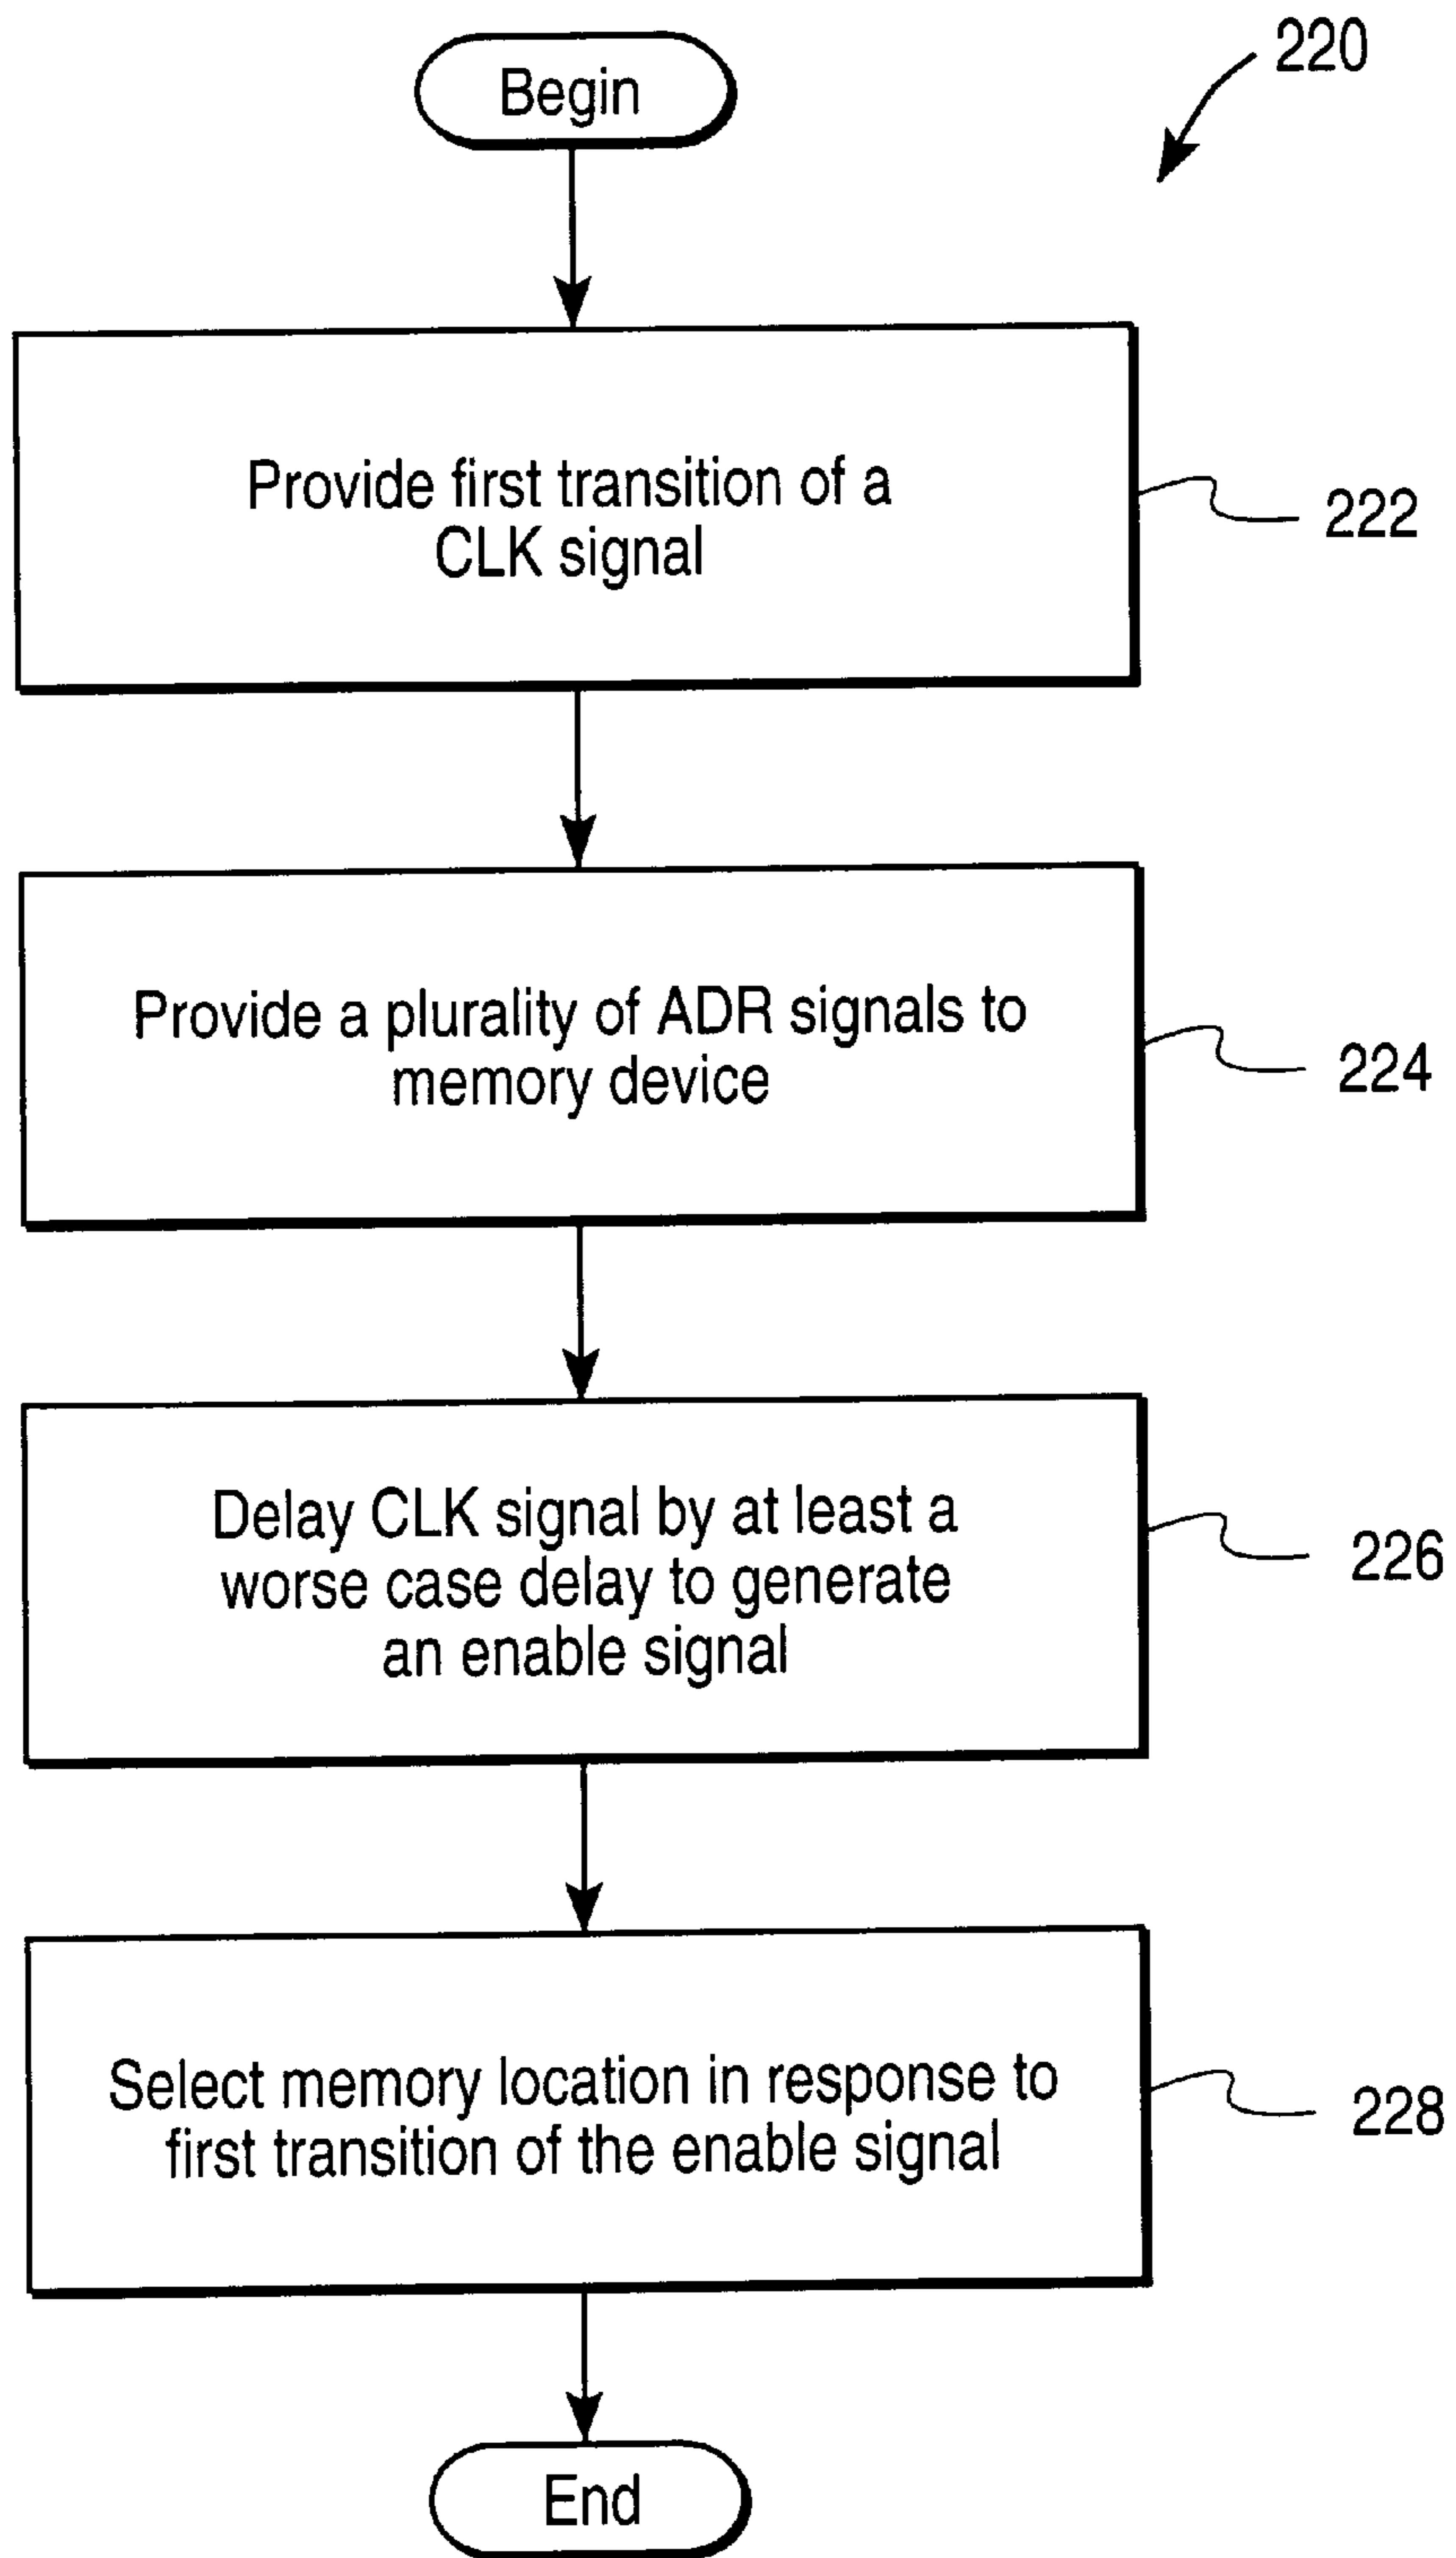 Begin
220
Provide first transition of a
CLK signal
222
Provide a plurality of ADR signals to
memory device
224
Delay CLK signal by at least a
worse case delay to generate
an enable signal
226
Select memory location in response to
first transition of the enable signal
228
End